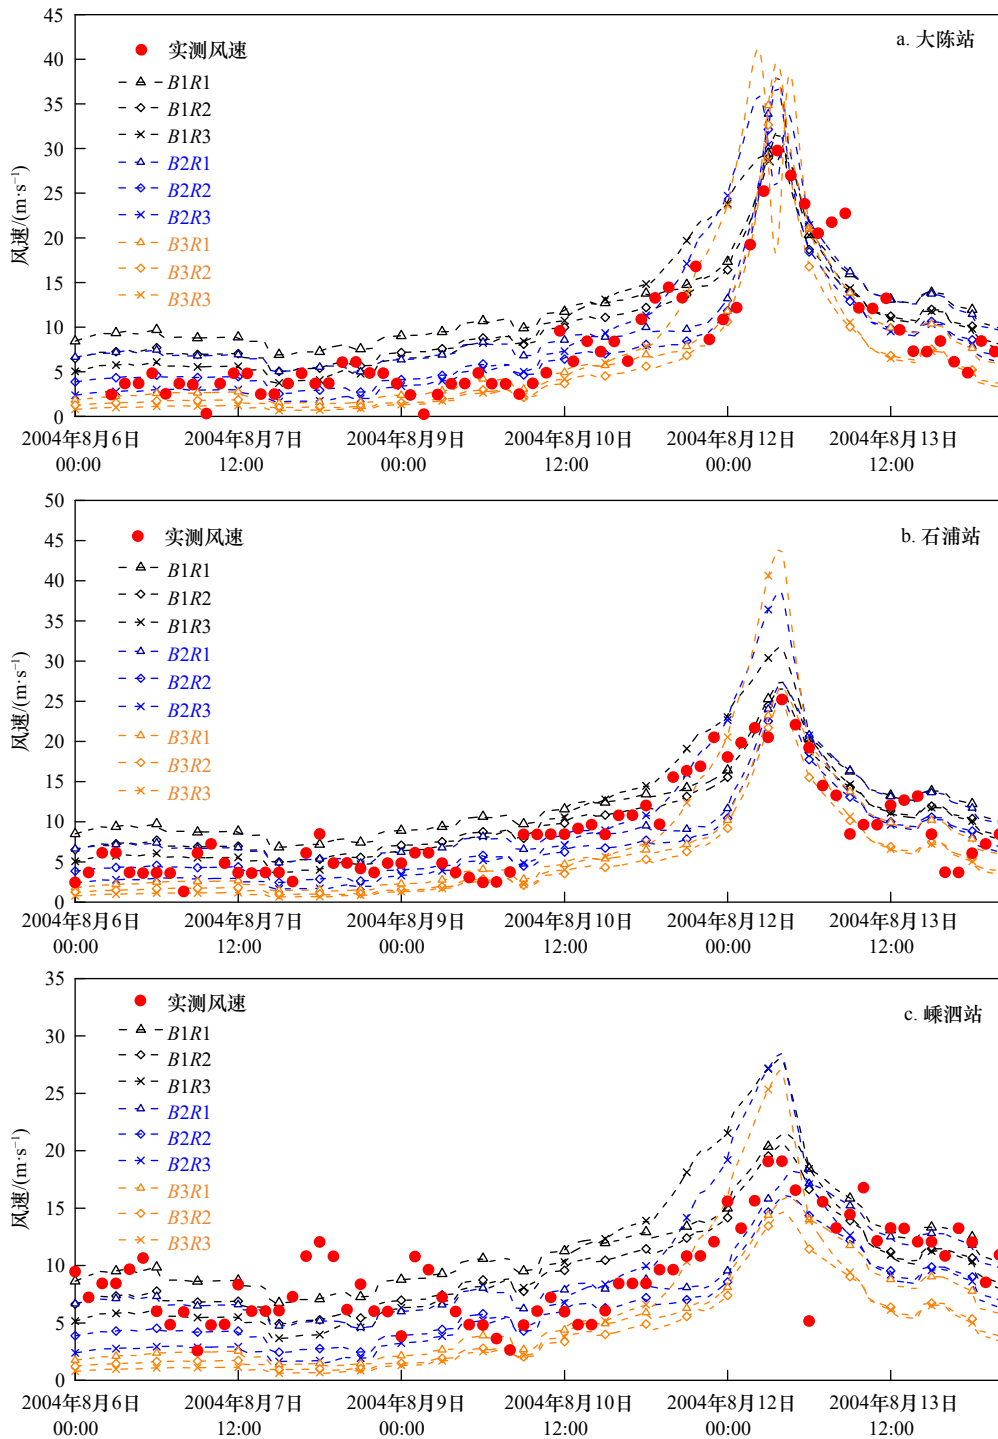 45
40
35
30
25
20
15
10
5
0
风速/(m·s⁻¹)
a. 大陈站
实测风速
B1R1
B1R2
B1R3
B2R1
B2R2
B2R3
B3R1
B3R2
B3R3
2004年8月6日 2004年8月7日 2004年8月9日 2004年8月10日 2004年8月12日 2004年8月13日
00:00 12:00 00:00 12:00 00:00 12:00
50
45
40
35
30
25
20
15
10
5
0
风速/(m·s⁻¹)
b. 石浦站
实测风速
B1R1
B1R2
B1R3
B2R1
B2R2
B2R3
B3R1
B3R2
B3R3
2004年8月6日 2004年8月7日 2004年8月9日 2004年8月10日 2004年8月12日 2004年8月13日
00:00 12:00 00:00 12:00 00:00 12:00
35
30
25
20
15
10
5
0
风速/(m·s⁻¹)
c. 嵊泗站
实测风速
B1R1
B1R2
B1R3
B2R1
B2R2
B2R3
B3R1
B3R2
B3R3
2004年8月6日 2004年8月7日 2004年8月9日 2004年8月10日 2004年8月12日 2004年8月13日
00:00 12:00 00:00 12:00 00:00 12:00